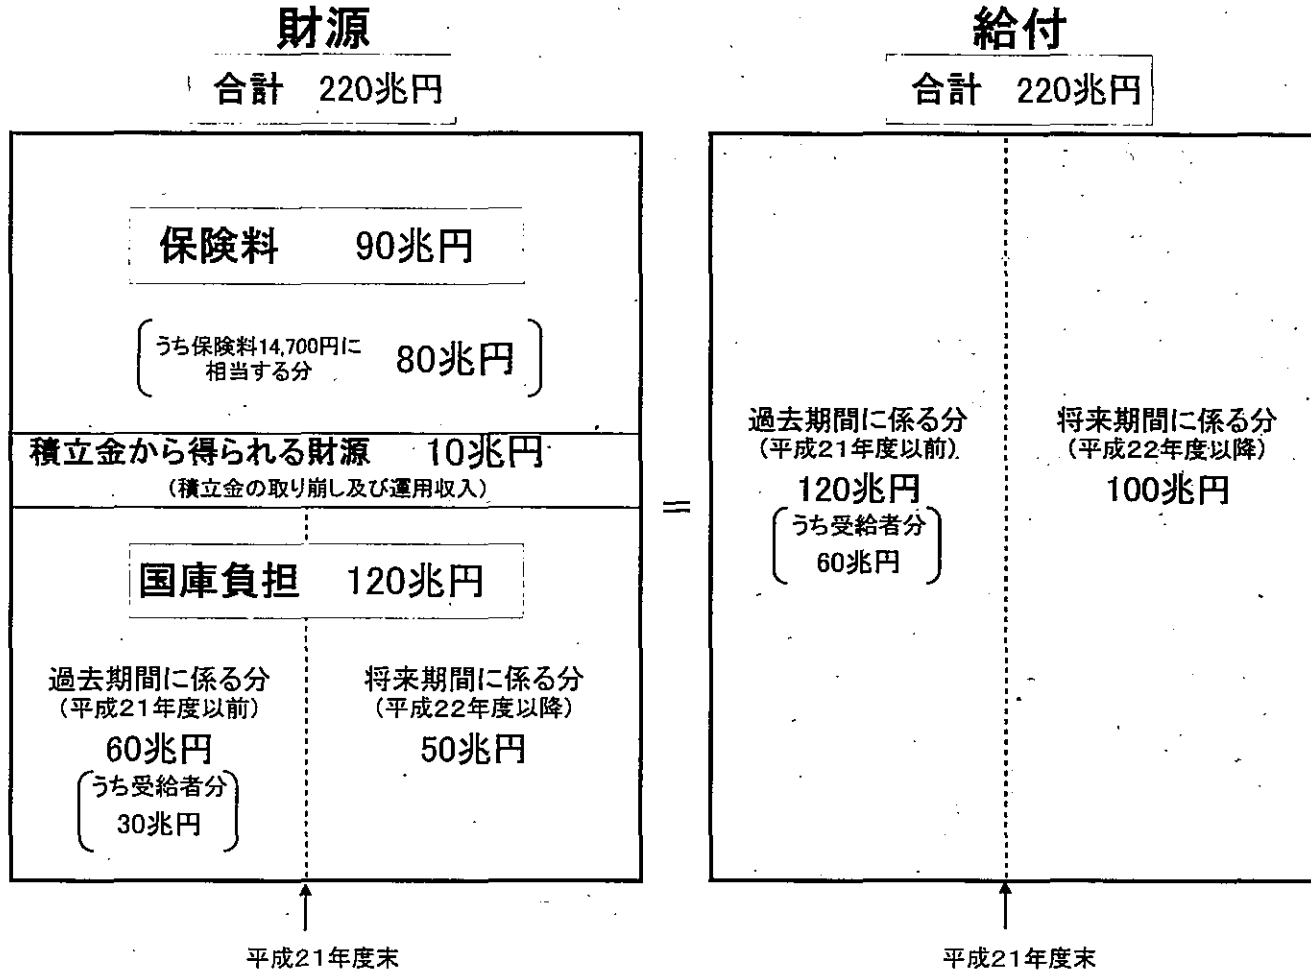 財源
合計 220兆円
保険料 90兆円
うち保険料14,700円に
相当する分
80兆円
積立金から得られる財源 10兆円
(積立金の取り崩し及び運用収入)
国庫負担 120兆円
過去期間に係る分
(平成21年度以前)
60兆円
うち受給者分
30兆円
将来期間に係る分
(平成22年度以降)
50兆円
平成21年度末
=
給付
合計 220兆円
過去期間に係る分
(平成21年度以前)
120兆円
うち受給者分
60兆円
将来期間に係る分
(平成22年度以降)
100兆円
平成21年度末